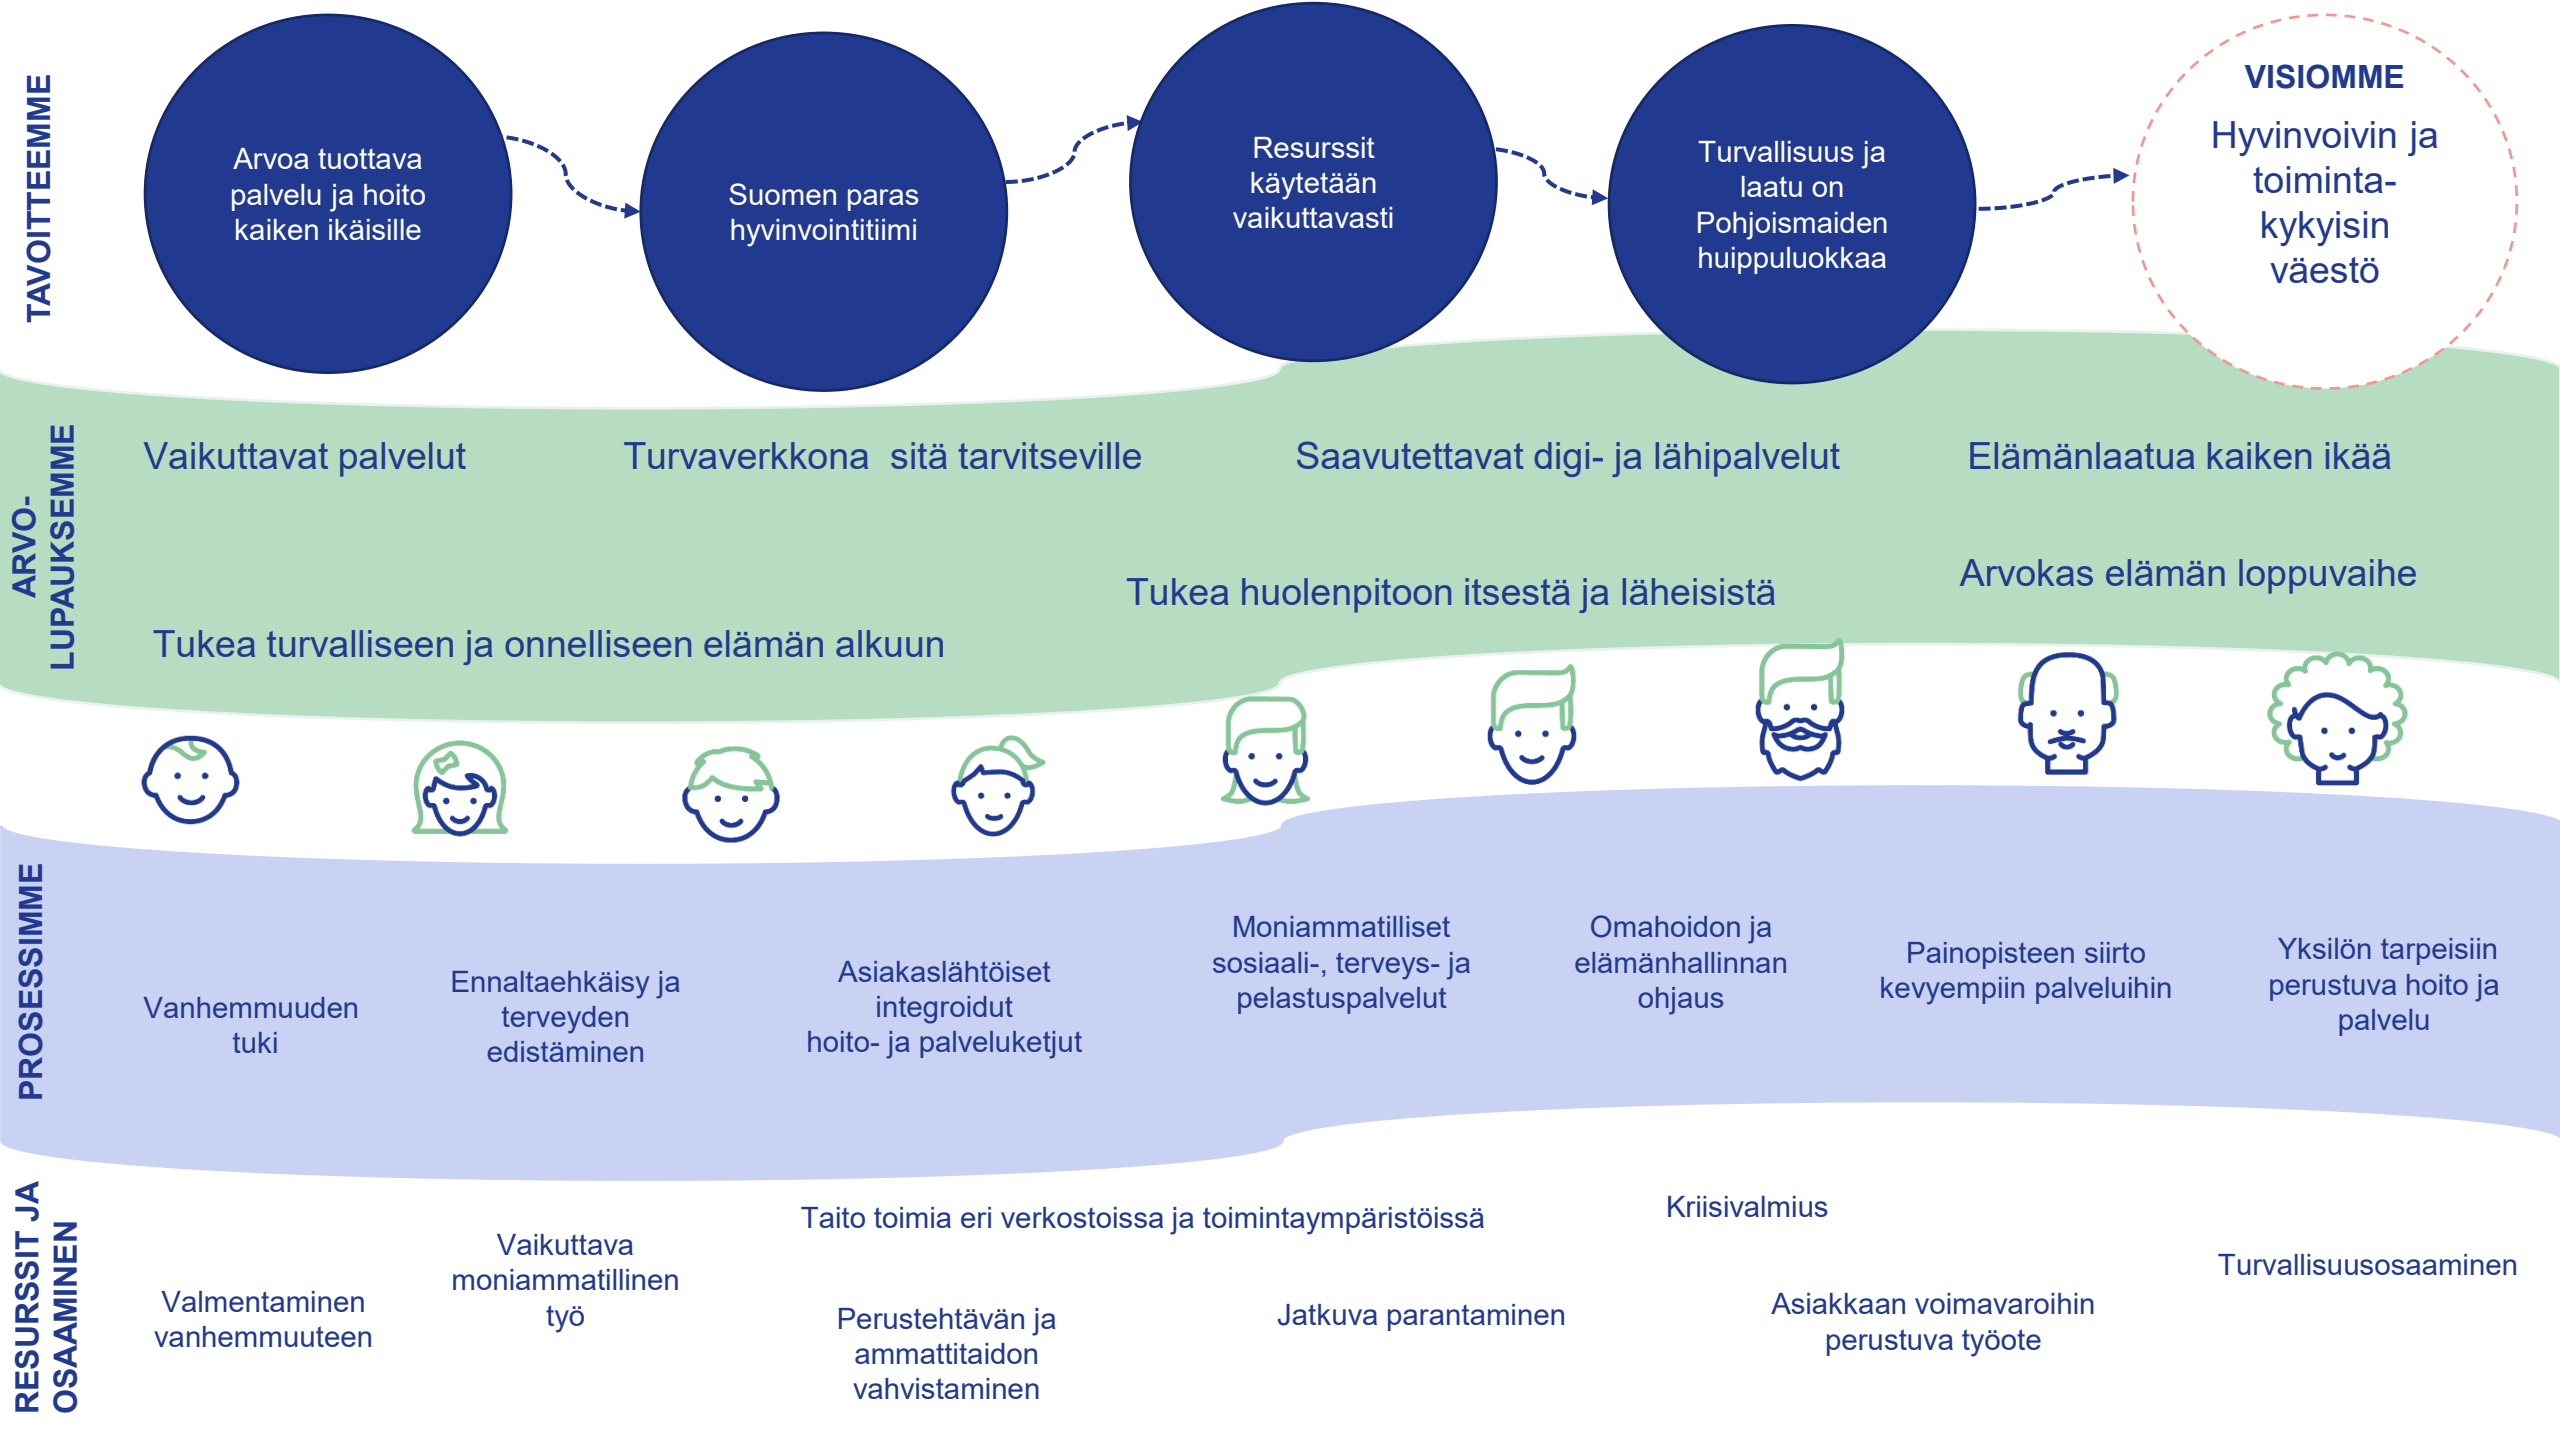 TAVOITTEEMME
Arvoa tuottava
palvelu ja hoito
kaiken ikäisille
Suomen paras
hyvinvointitiimi
Resurssit
käytetään
vaikuttavasti
Turvallisuus ja
laatu on
Pohjoismaiden
huippuluokkaa
VISIOMME
Hyvinvoivin ja
toiminta-
kykyisin
väestö
ARVO-
LUPAUKSEMME
Vaikuttavat palvelut
Turvaverkkona  sitä tarvitseville
Saavutettavat digi- ja lähipalvelut
Elämänlaatua kaiken ikää
Tukea turvalliseen ja onnelliseen elämän alkuun
Tukea huolenpitoon itsestä ja läheisistä
Arvokas elämän loppuvaihe
PROSESSIMME
Vanhemmuuden
tuki
Ennaltaehkäisy ja
terveyden
edistäminen
Asiakaslähtöiset
integroidut
hoito- ja palveluketjut
Moniammatilliset
sosiaali-, terveys- ja
pelastuspalvelut
Omahoidon ja
elämänhallinnan
ohjaus
Painopisteen siirto
kevyempiin palveluihin
Yksilön tarpeisiin
perustuva hoito ja
palvelu
RESURSSIT JA
OSAAMINEN
Valmentaminen
vanhemmuuteen
Vaikuttava
moniammatillinen
työ
Taito toimia eri verkostoissa ja toimintaympäristöissä
Perustehtävän ja
ammattitaidon
vahvistaminen
Jatkuva parantaminen
Kriisivalmius
Asiakkaan voimavaroihin
perustuva työote
Turvallisuusosaaminen